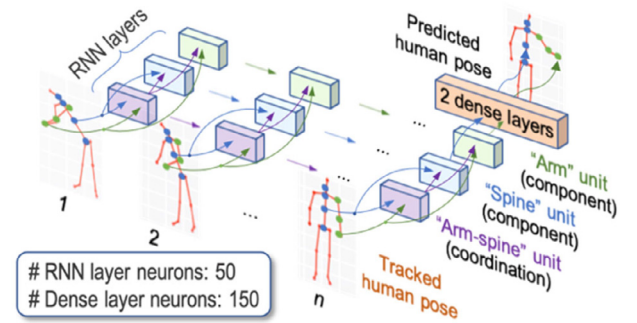 RNN layers
Predicted
human pose
2 dense layers
...
...
...
"Arm" unit
(component)
"Spine" unit
(component)
"Arm-spine" unit
(coordination)
1
2
n
Tracked
human pose
# RNN layer neurons: 50
# Dense layer neurons: 150